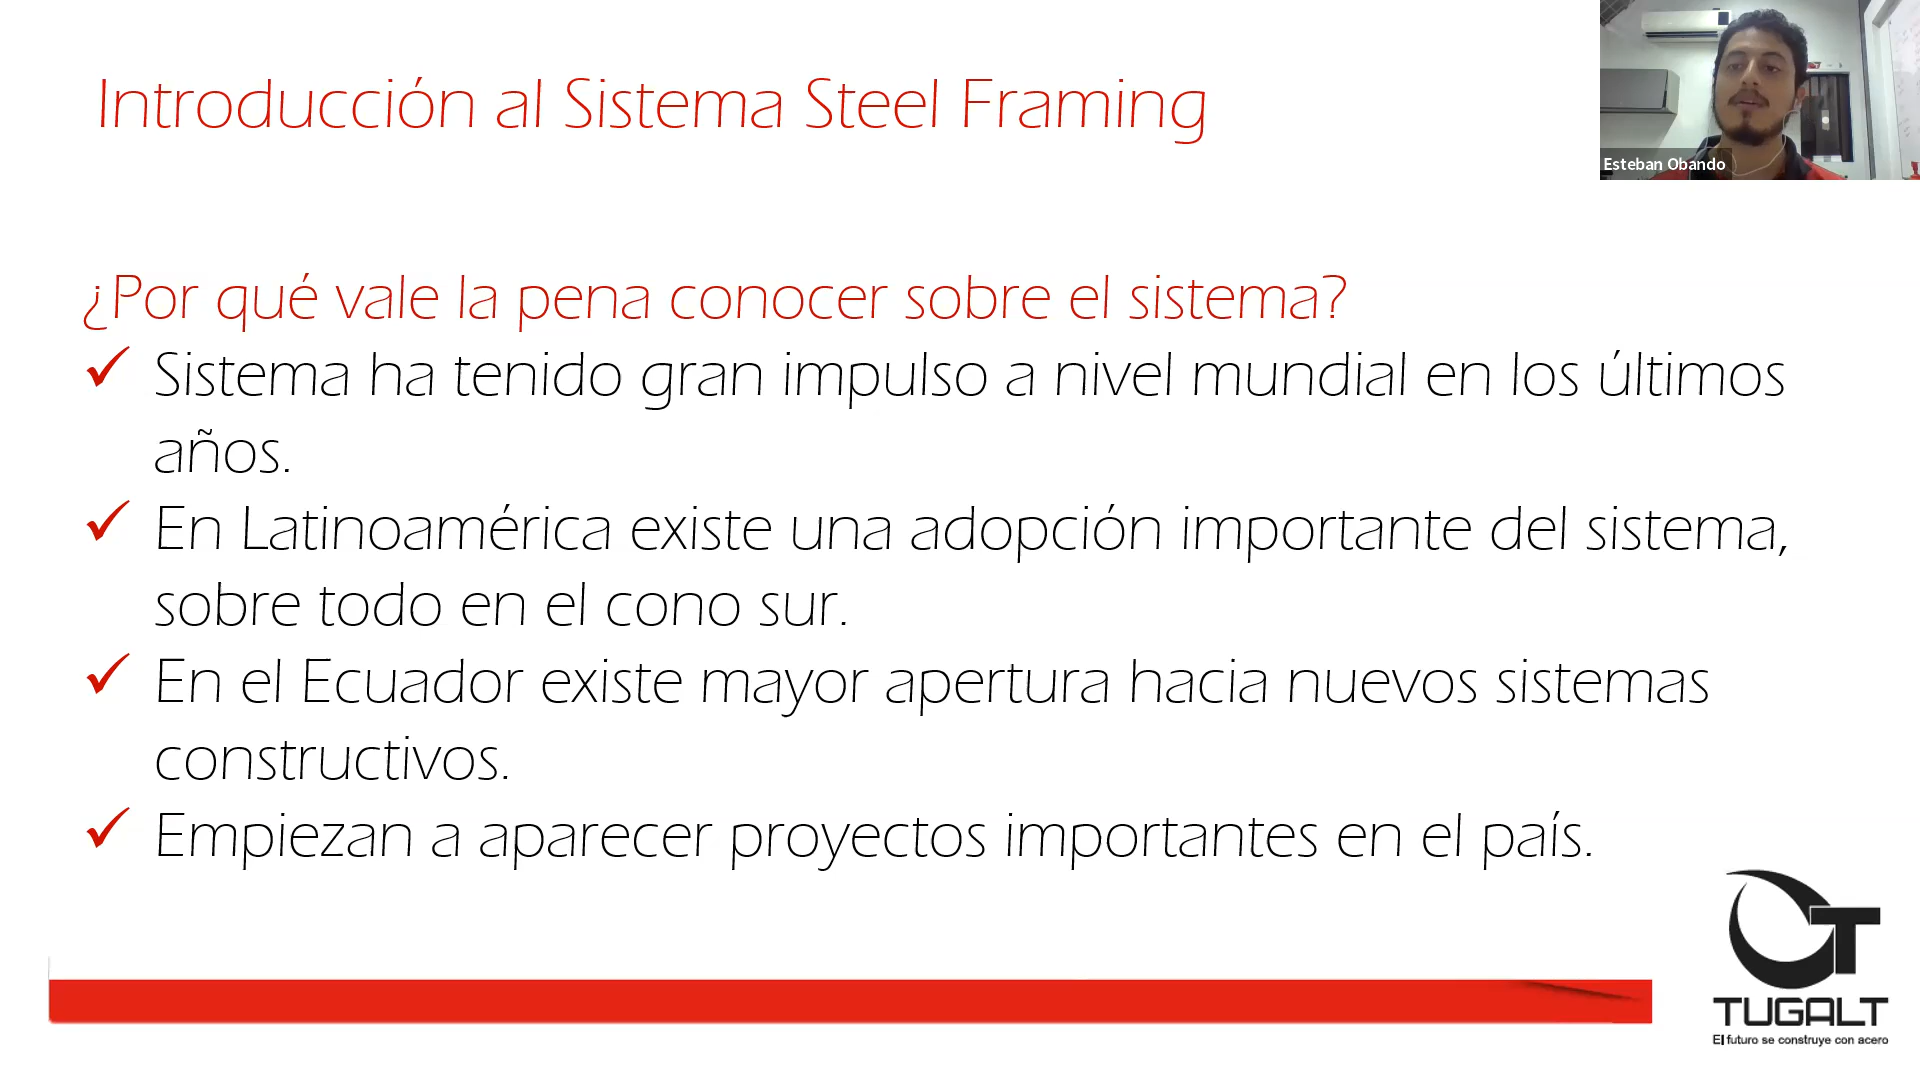 Introducción al Sistema Steel Framing
Esteban Obando
¿Por qué vale la pena conocer sobre el sistema?
✓ Sistema ha tenido gran impulso a nivel mundial en los últimos
años.
✓ En Latinoamérica existe una adopción importante del sistema,
sobre todo en el cono sur.
✓ En el Ecuador existe mayor apertura hacia nuevos sistemas
constructivos.
✓ Empiezan a aparecer proyectos importantes en el país.
TUGALT
El futuro se construye con acero